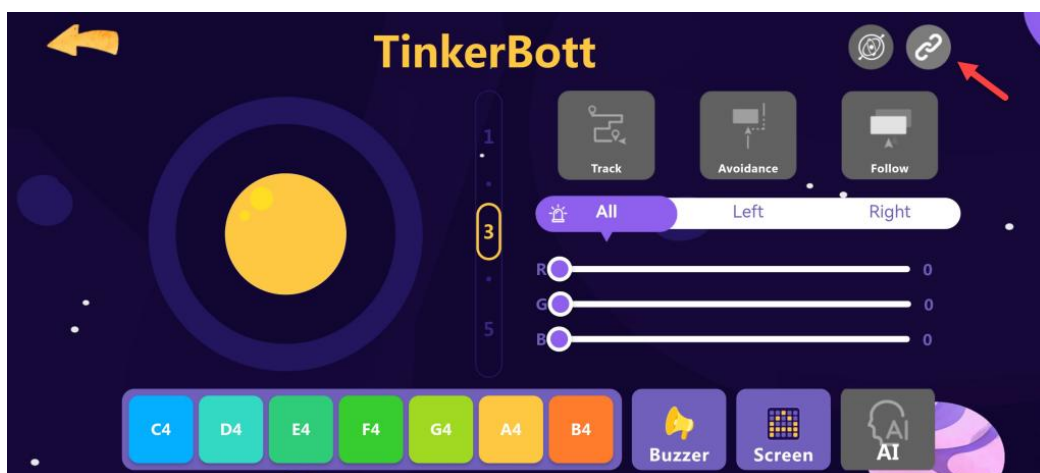 TinkerBott
1
3
5
Track
Avoidance
Follow
All
Left
Right
R
0
G
0
B
0
C4
D4
E4
F4
G4
A4
B4
Buzzer
Screen
AI
AI